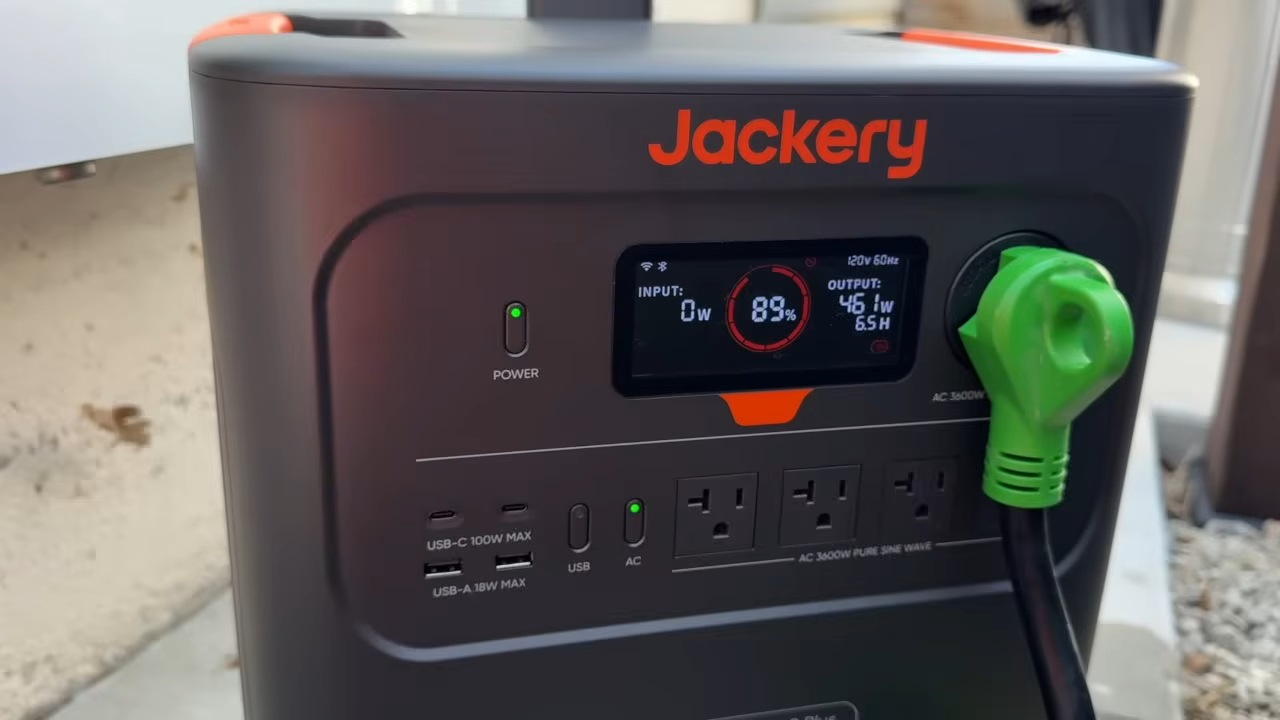 Jackery
120V 60Hz
INPUT:
0W
89%
OUTPUT:
461W
6.5H
POWER
AC 3600W
USB-C 100W MAX
USB-A 18W MAX
USB
AC
AC 3600W PURE SINE WAVE
Plus